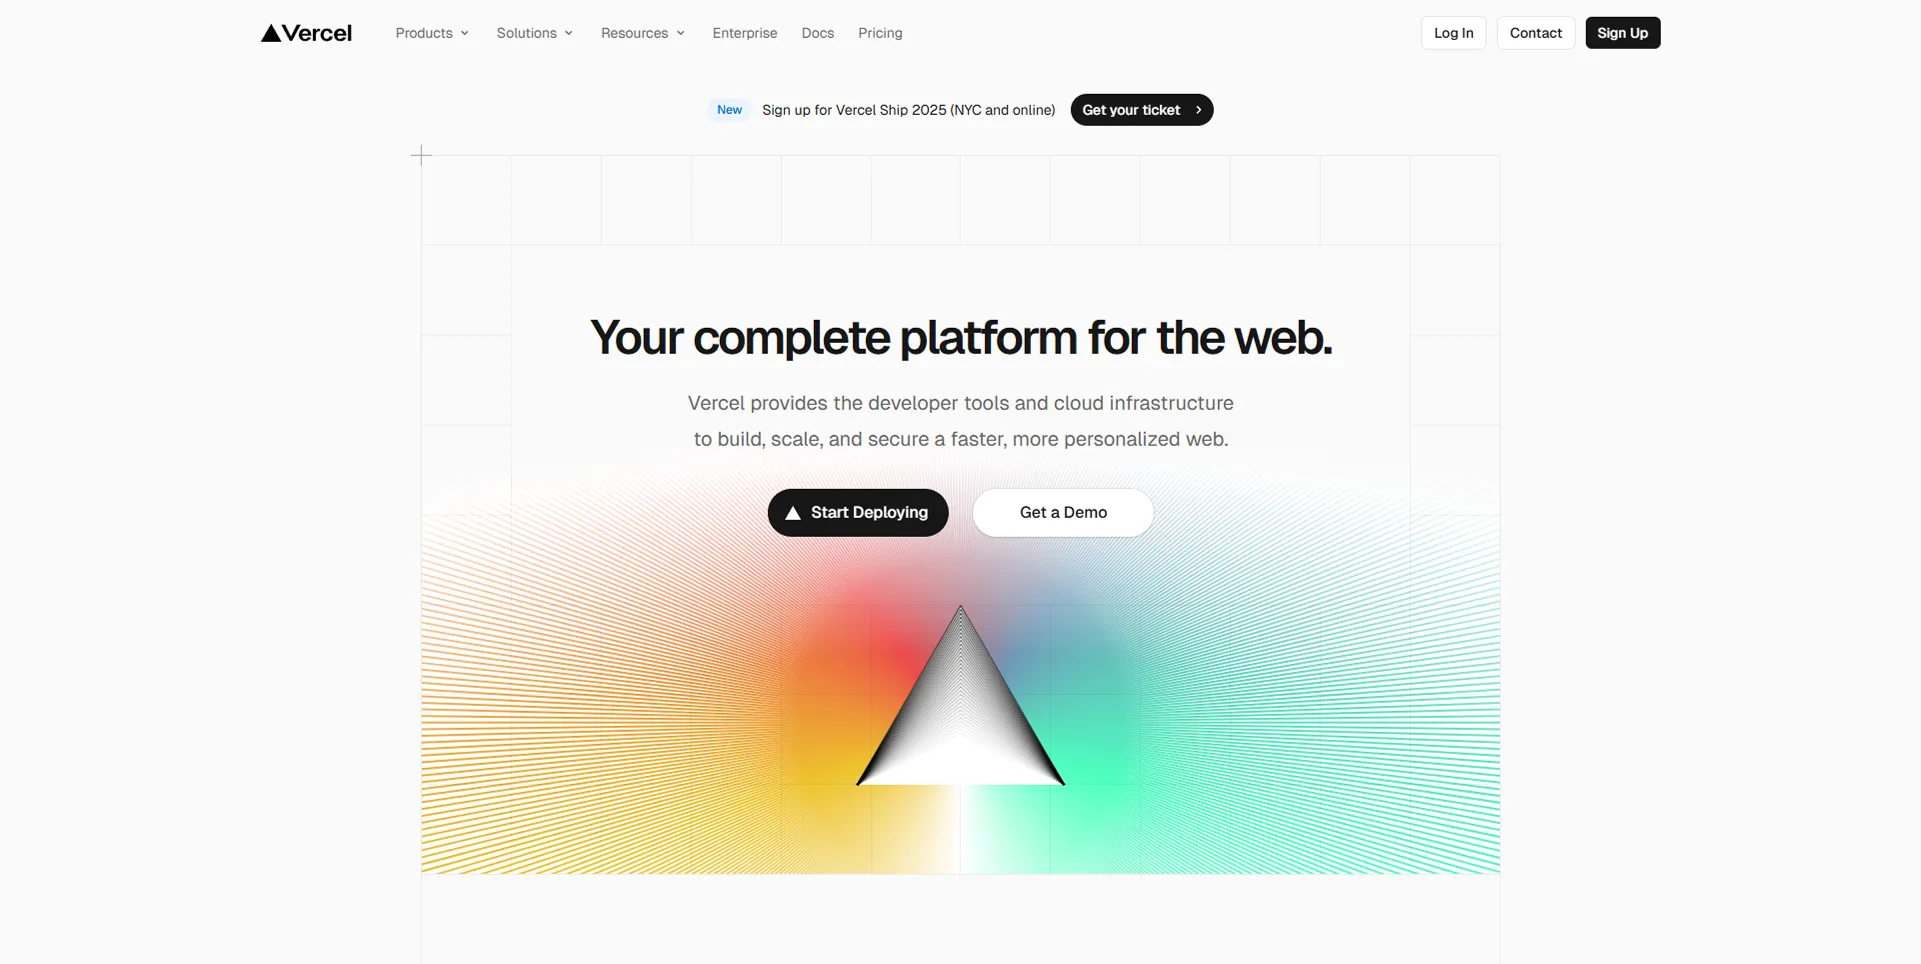 Vercel
Products
Solutions
Resources
Enterprise
Docs
Pricing
Log In
Contact
Sign Up
New
Sign up for Vercel Ship 2025 (NYC and online)
Get your ticket
Your complete platform for the web.
Vercel provides the developer tools and cloud infrastructure
to build, scale, and secure a faster, more personalized web.
Start Deploying
Get a Demo